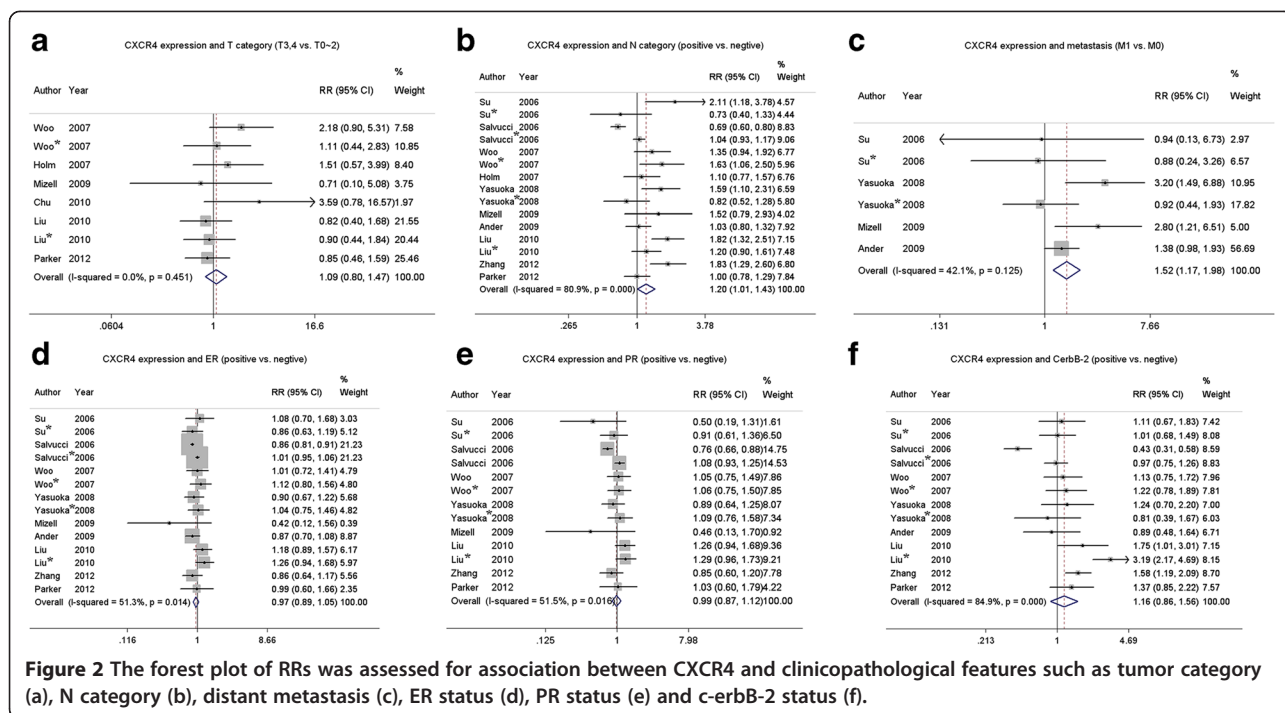 a
CXCR4 expression and T category (T3,4 vs. T0~2)
%
Author Year RR (95% CI) Weight
Woo 2007 2.18 (0.90, 5.31) 7.58
Woo* 2007 1.11 (0.44, 2.83) 10.85
Holm 2007 1.51 (0.57, 3.99) 8.40
Mizell 2009 0.71 (0.10, 5.08) 3.75
Chu 2010 3.59 (0.78, 16.57) 1.97
Liu 2010 0.82 (0.40, 1.68) 21.55
Liu* 2010 0.90 (0.44, 1.84) 20.44
Parker 2012 0.85 (0.46, 1.59) 25.46
Overall (I-squared = 0.0%, p = 0.451) 1.09 (0.80, 1.47) 100.00
.0604 1 16.6
b
CXCR4 expression and N category (positive vs. negtive)
%
Author Year RR (95% CI) Weight
Su 2006 2.11 (1.18, 3.78) 4.57
Su* 2006 0.73 (0.40, 1.33) 4.44
Salvucci 2006 0.69 (0.60, 0.80) 8.83
Salvucci* 2006 1.04 (0.93, 1.17) 9.06
Woo 2007 1.35 (0.94, 1.92) 6.77
Woo* 2007 1.63 (1.06, 2.50) 5.96
Holm 2007 1.10 (0.77, 1.57) 6.76
Yasuoka 2008 1.59 (1.10, 2.31) 6.59
Yasuoka* 2008 0.82 (0.52, 1.28) 5.80
Mizell 2009 1.52 (0.79, 2.93) 4.02
Ander 2009 1.03 (0.80, 1.32) 7.92
Liu 2010 1.82 (1.32, 2.51) 7.15
Liu* 2010 1.20 (0.90, 1.61) 7.48
Zhang 2012 1.83 (1.29, 2.60) 6.80
Parker 2012 1.00 (0.78, 1.29) 7.84
Overall (I-squared = 80.9%, p = 0.000) 1.20 (1.01, 1.43) 100.00
.265 1 3.78
c
CXCR4 expression and metastasis (M1 vs. M0)
%
Author Year RR (95% CI) Weight
Su 2006 0.94 (0.13, 6.73) 2.97
Su* 2006 0.88 (0.24, 3.26) 6.57
Yasuoka 2008 3.20 (1.49, 6.88) 10.95
Yasuoka* 2008 0.92 (0.44, 1.93) 17.82
Mizell 2009 2.80 (1.21, 6.51) 5.00
Ander 2009 1.38 (0.98, 1.93) 56.69
Overall (I-squared = 42.1%, p = 0.125) 1.52 (1.17, 1.98) 100.00
.131 1 7.66
d
CXCR4 expression and ER (positive vs. negtive)
%
Author Year RR (95% CI) Weight
Su 2006 1.08 (0.70, 1.68) 3.03
Su* 2006 0.86 (0.63, 1.19) 5.12
Salvucci 2006 0.86 (0.81, 0.91) 21.23
Salvucci* 2006 1.01 (0.95, 1.06) 21.23
Woo 2007 1.01 (0.72, 1.41) 4.79
Woo* 2007 1.12 (0.80, 1.56) 4.80
Yasuoka 2008 0.90 (0.67, 1.22) 5.68
Yasuoka* 2008 1.04 (0.75, 1.46) 4.82
Mizell 2009 0.42 (0.12, 1.56) 0.39
Ander 2009 0.87 (0.70, 1.08) 8.87
Liu 2010 1.18 (0.89, 1.57) 6.17
Liu* 2010 1.26 (0.94, 1.68) 5.97
Zhang 2012 0.86 (0.64, 1.17) 5.56
Parker 2012 0.99 (0.60, 1.66) 2.35
Overall (I-squared = 51.3%, p = 0.014) 0.97 (0.89, 1.05) 100.00
.116 1 8.66
e
CXCR4 expression and PR (positive vs. negtive)
%
Author Year RR (95% CI) Weight
Su 2006 0.50 (0.19, 1.31) 1.61
Su* 2006 0.91 (0.61, 1.36) 6.50
Salvucci 2006 0.76 (0.66, 0.88) 14.75
Salvucci 2006 1.08 (0.93, 1.25) 14.53
Woo 2007 1.05 (0.75, 1.49) 7.86
Woo* 2007 1.06 (0.75, 1.50) 7.85
Yasuoka 2008 0.89 (0.64, 1.25) 8.07
Yasuoka* 2008 1.09 (0.76, 1.58) 7.34
Mizell 2009 0.46 (0.13, 1.70) 0.92
Liu 2010 1.26 (0.94, 1.68) 9.36
Liu* 2010 1.29 (0.96, 1.73) 9.21
Zhang 2012 0.85 (0.60, 1.20) 7.78
Parker 2012 1.03 (0.60, 1.79) 4.22
Overall (I-squared = 51.5%, p = 0.016) 0.99 (0.87, 1.12) 100.00
.125 1 7.98
f
CXCR4 expression and CerbB-2 (positive vs. negtive)
%
Author Year RR (95% CI) Weight
Su 2006 1.11 (0.67, 1.83) 7.42
Su* 2006 1.01 (0.68, 1.49) 8.08
Salvucci 2006 0.43 (0.31, 0.58) 8.59
Salvucci* 2006 0.97 (0.75, 1.26) 8.83
Woo 2007 1.13 (0.75, 1.72) 7.96
Woo* 2007 1.22 (0.78, 1.89) 7.81
Yasuoka 2008 1.24 (0.70, 2.20) 7.00
Yasuoka* 2008 0.81 (0.39, 1.67) 6.03
Ander 2009 0.89 (0.48, 1.64) 6.71
Liu 2010 1.75 (1.01, 3.01) 7.15
Liu* 2010 3.19 (2.17, 4.69) 8.15
Zhang 2012 1.58 (1.19, 2.09) 8.70
Parker 2012 1.37 (0.85, 2.22) 7.57
Overall (I-squared = 84.9%, p = 0.000) 1.16 (0.86, 1.56) 100.00
.213 1 4.69
Figure 2 The forest plot of RRs was assessed for association between CXCR4 and clinicopathological features such as tumor category
(a), N category (b), distant metastasis (c), ER status (d), PR status (e) and c-erbB-2 status (f).